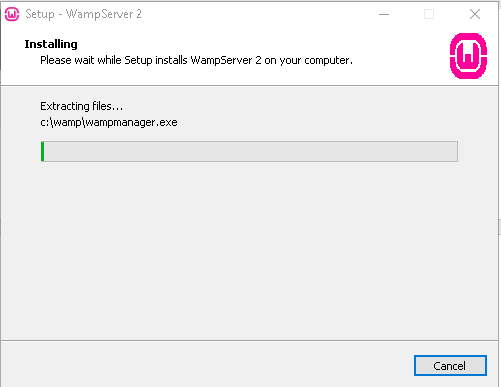 Setup - WampServer 2
Installing
Please wait while Setup installs WampServer 2 on your computer.
Extracting files...
c:\wamp\wampmanager.exe
Cancel